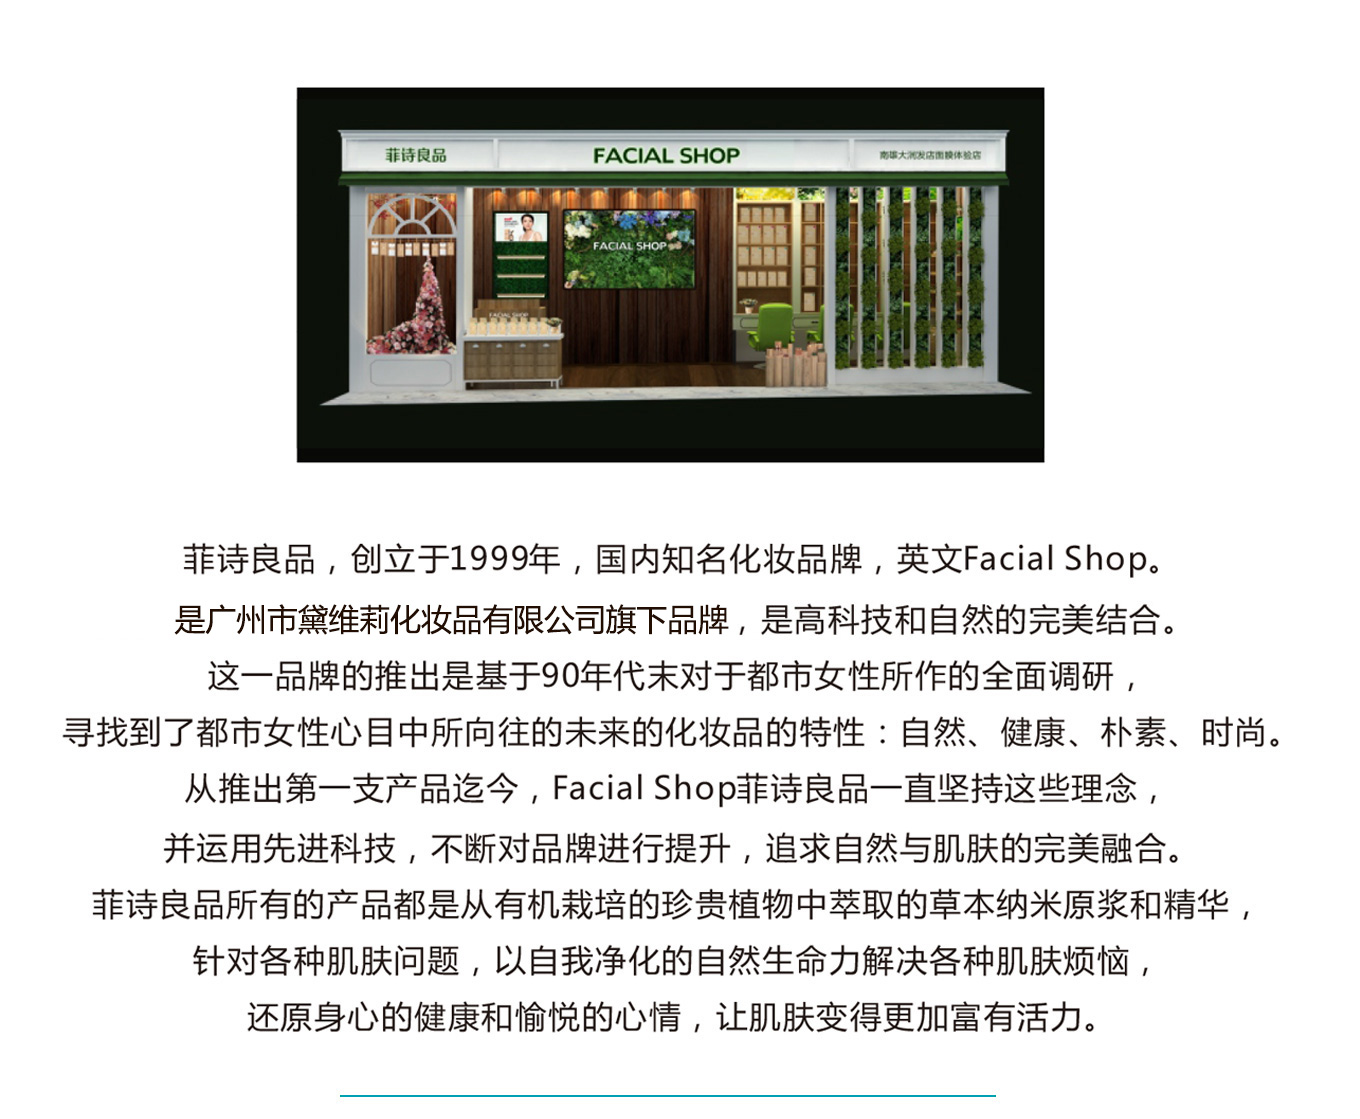 菲诗良品
FACIAL SHOP
南雄大润发店面膜体验店
FACIAL SHOP
FACIAL SHOP
菲诗良品，创立于1999年，国内知名化妆品牌，英文Facial Shop。
是广州市黛维莉化妆品有限公司旗下品牌，是高科技和自然的完美结合。
这一品牌的推出是基于90年代末对于都市女性所作的全面调研，
寻找到了都市女性心目中所向往的未来的化妆品的特性：自然、健康、朴素、时尚。
从推出第一支产品迄今，Facial Shop菲诗良品一直坚持这些理念，
并运用先进科技，不断对品牌进行提升，追求自然与肌肤的完美融合。
菲诗良品所有的产品都是从有机栽培的珍贵植物中萃取的草本纳米原浆和精华，
针对各种肌肤问题，以自我净化的自然生命力解决各种肌肤烦恼，
还原身心的健康和愉悦的心情，让肌肤变得更加富有活力。